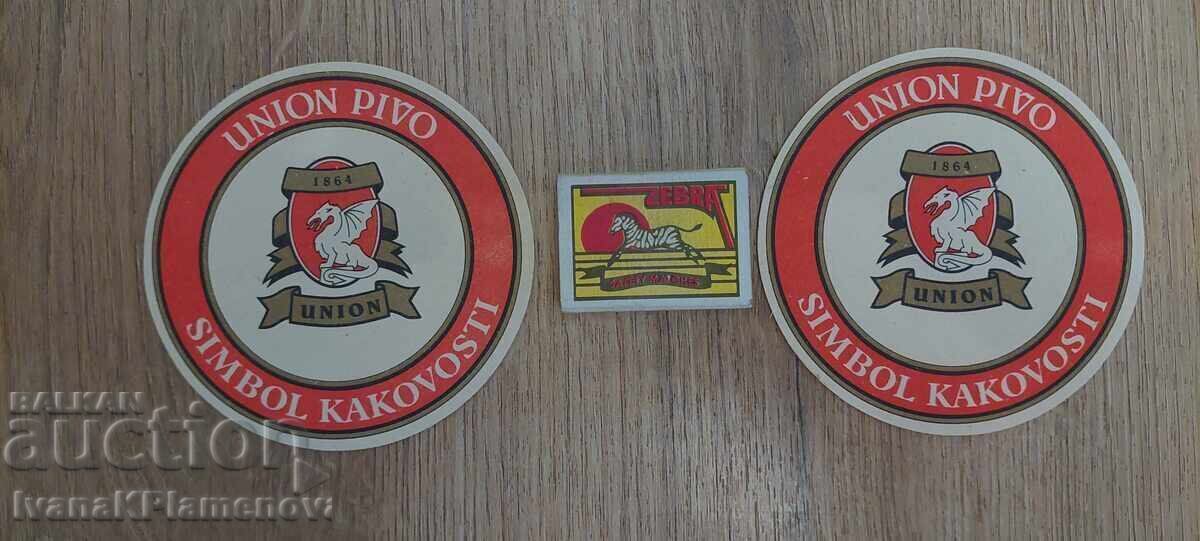 UNION PIVO
1864
UNION
SIMBOL KAKOVOSTI
ZEBRA
SAFETY MATCHES
UNION PIVO
1864
UNION
SIMBOL KAKOVOSTI
BALKAN
auction
IvanaKPlamenova